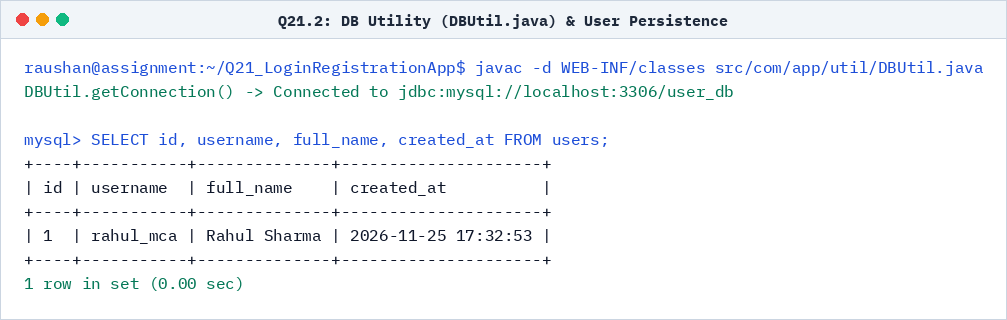 Q21.2: DB Utility (DBUtil.java) & User Persistence
raushan@assignment:~/Q21_LoginRegistrationApp$ javac -d WEB-INF/classes src/com/app/util/DBUtil.java
DBUtil.getConnection() -> Connected to jdbc:mysql://localhost:3306/user_db
mysql> SELECT id, username, full_name, created_at FROM users;
+----+-----------+--------------+---------------------+
| id | username  | full_name    | created_at          |
+----+-----------+--------------+---------------------+
| 1  | rahul_mca | Rahul Sharma | 2026-11-25 17:32:53 |
+----+-----------+--------------+---------------------+
1 row in set (0.00 sec)